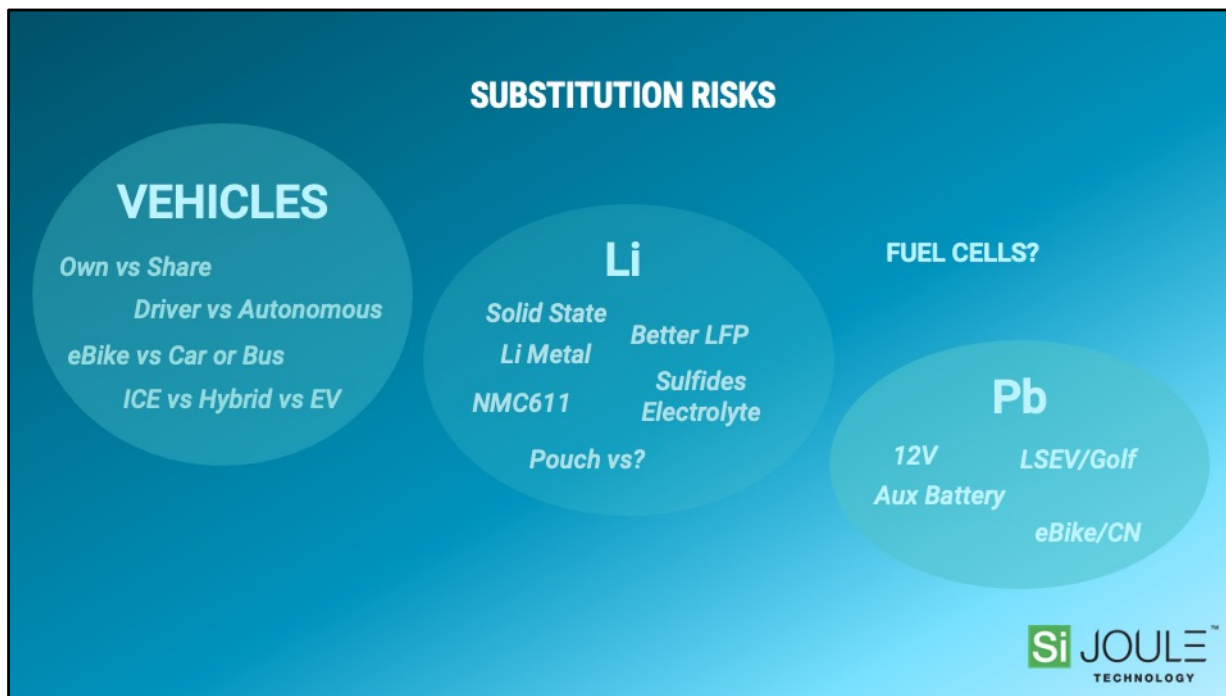 SUBSTITUTION RISKS
VEHICLES
Own vs Share
Driver vs Autonomous
eBike vs Car or Bus
ICE vs Hybrid vs EV
Li
Solid State
Better LFP
Li Metal
Sulfides
Electrolyte
NMC611
Pouch vs?
FUEL CELLS?
Pb
12V
LSEV/Golf
Aux Battery
eBike/CN
Si JOULE™
TECHNOLOGY